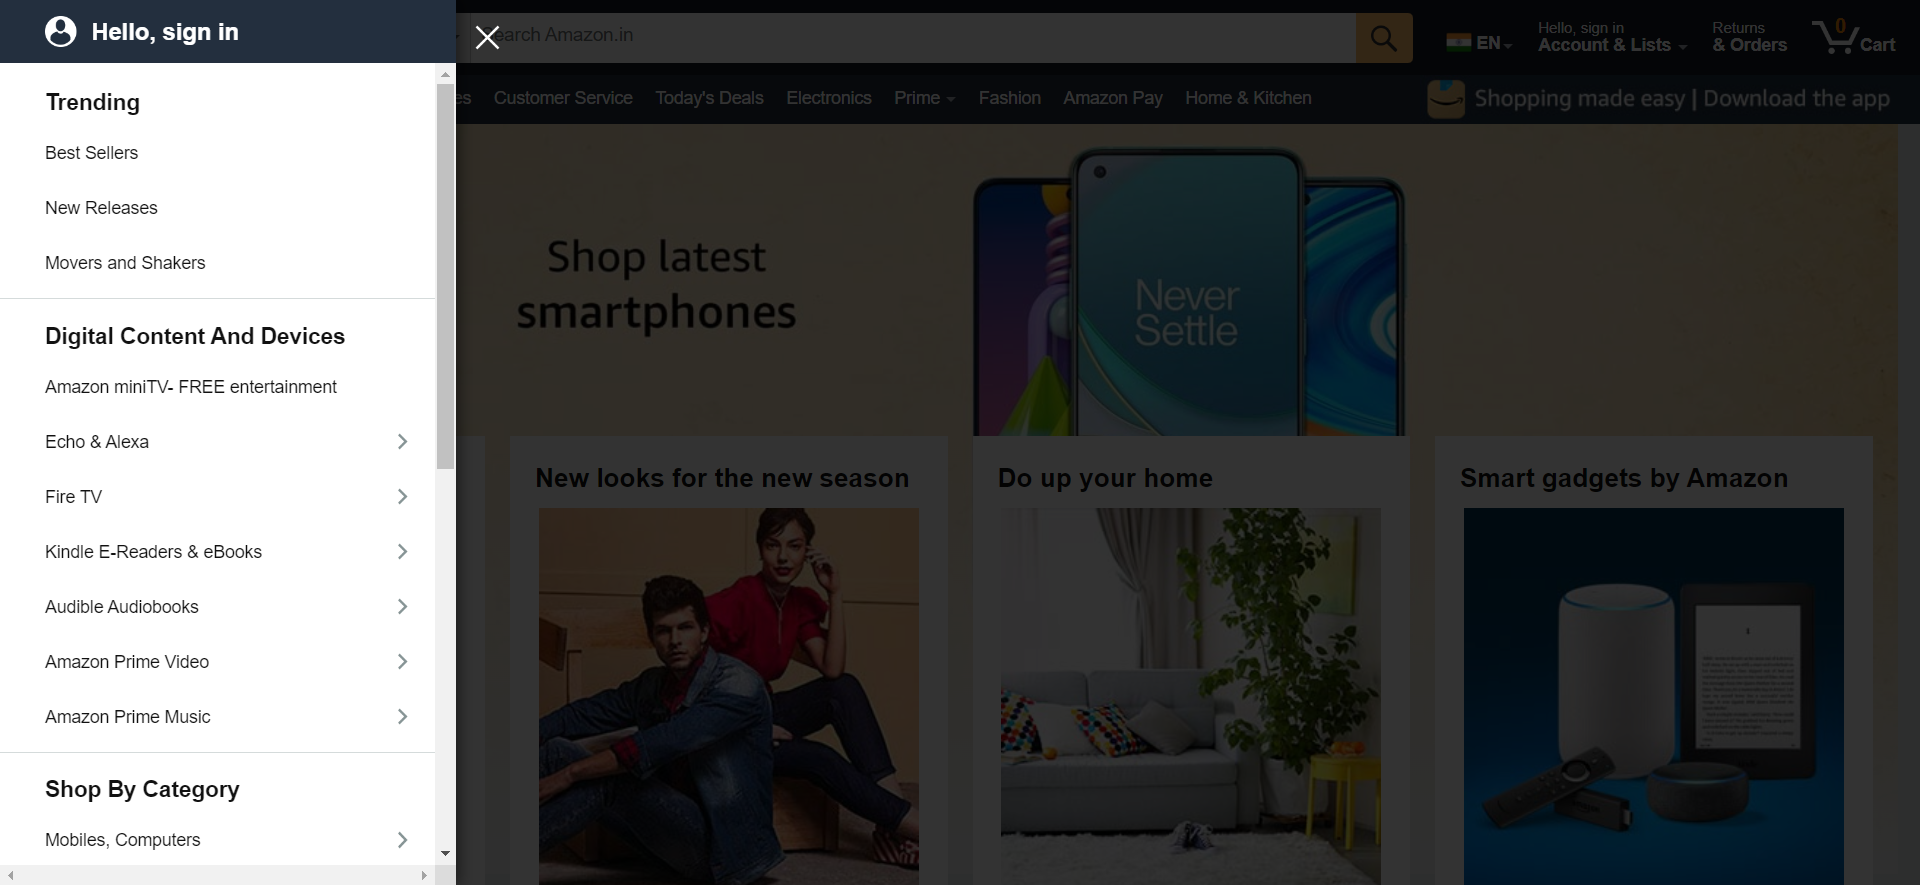 Hello, sign in
Search Amazon.in
EN
Hello, sign in
Account & Lists
Returns
& Orders
0
Cart
Customer Service
Today's Deals
Electronics
Prime
Fashion
Amazon Pay
Home & Kitchen
Shopping made easy | Download the app
Trending
Best Sellers
New Releases
Movers and Shakers
Digital Content And Devices
Amazon miniTV- FREE entertainment
Echo & Alexa
Fire TV
Kindle E-Readers & eBooks
Audible Audiobooks
Amazon Prime Video
Amazon Prime Music
Shop By Category
Mobiles, Computers
Shop latest
smartphones
Never
Settle
New looks for the new season
Do up your home
Smart gadgets by Amazon